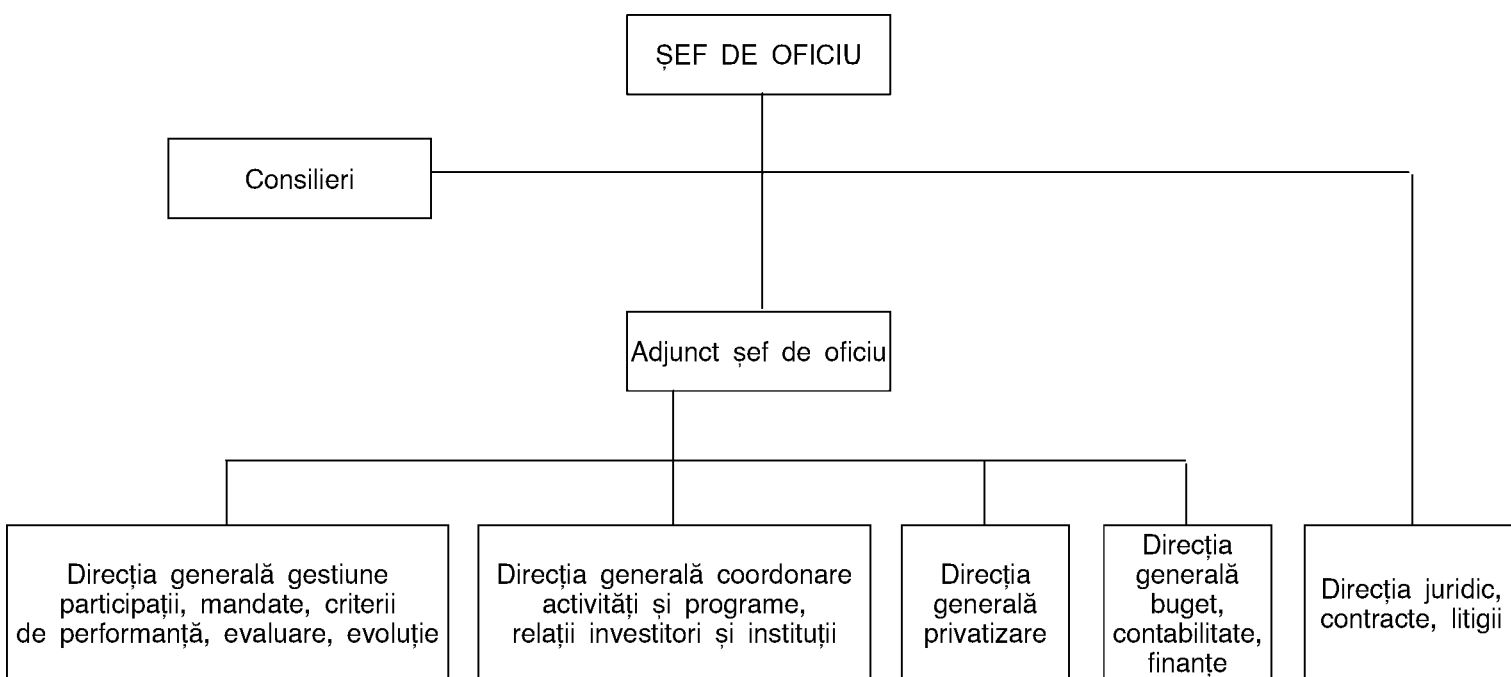 ȘEF DE OFICIU
Consilieri
Adjunct șef de oficiu
Direcția generală gestiune
participații, mandate, criterii
de performanță, evaluare, evoluție
Direcția generală coordonare
activități și programe,
relații investitori și instituții
Direcția
generală
privatizare
Direcția
generală
buget,
contabilitate,
finanțe
Direcția juridic,
contracte, litigii